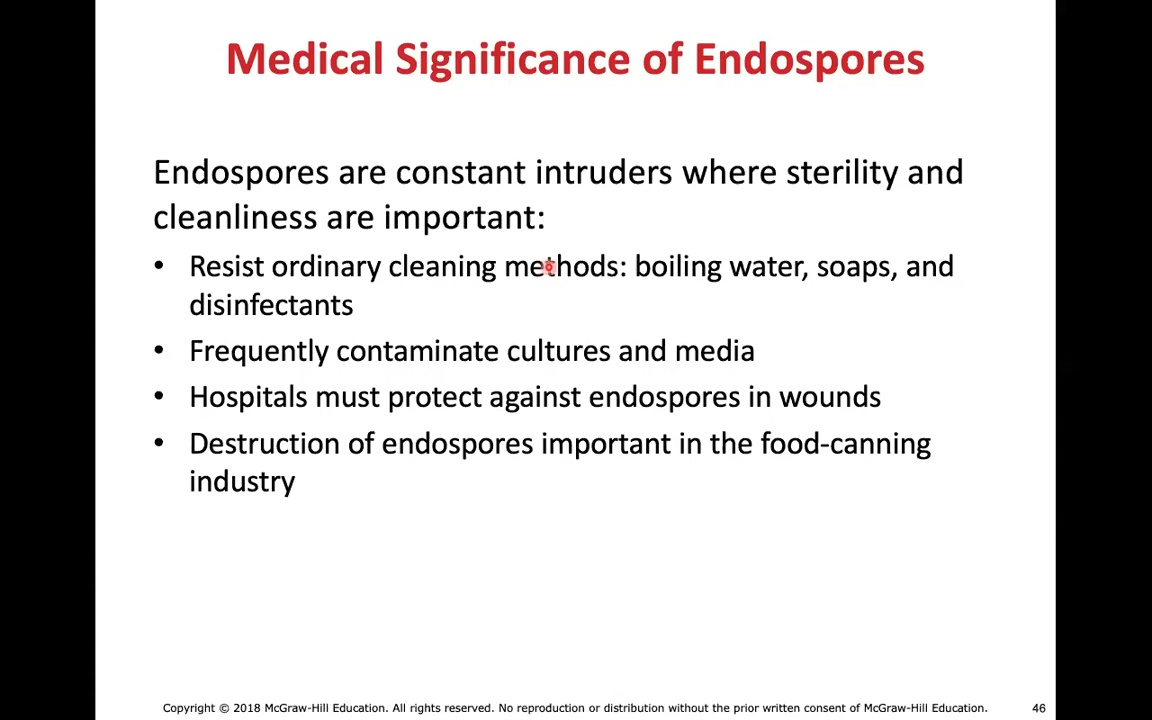 Medical Significance of Endospores
Endospores are constant intruders where sterility and
cleanliness are important:
• Resist ordinary cleaning methods: boiling water, soaps, and
disinfectants
• Frequently contaminate cultures and media
• Hospitals must protect against endospores in wounds
• Destruction of endospores important in the food-canning
industry
Copyright © 2018 McGraw-Hill Education. All rights reserved. No reproduction or distribution without the prior written consent of McGraw-Hill Education. 46